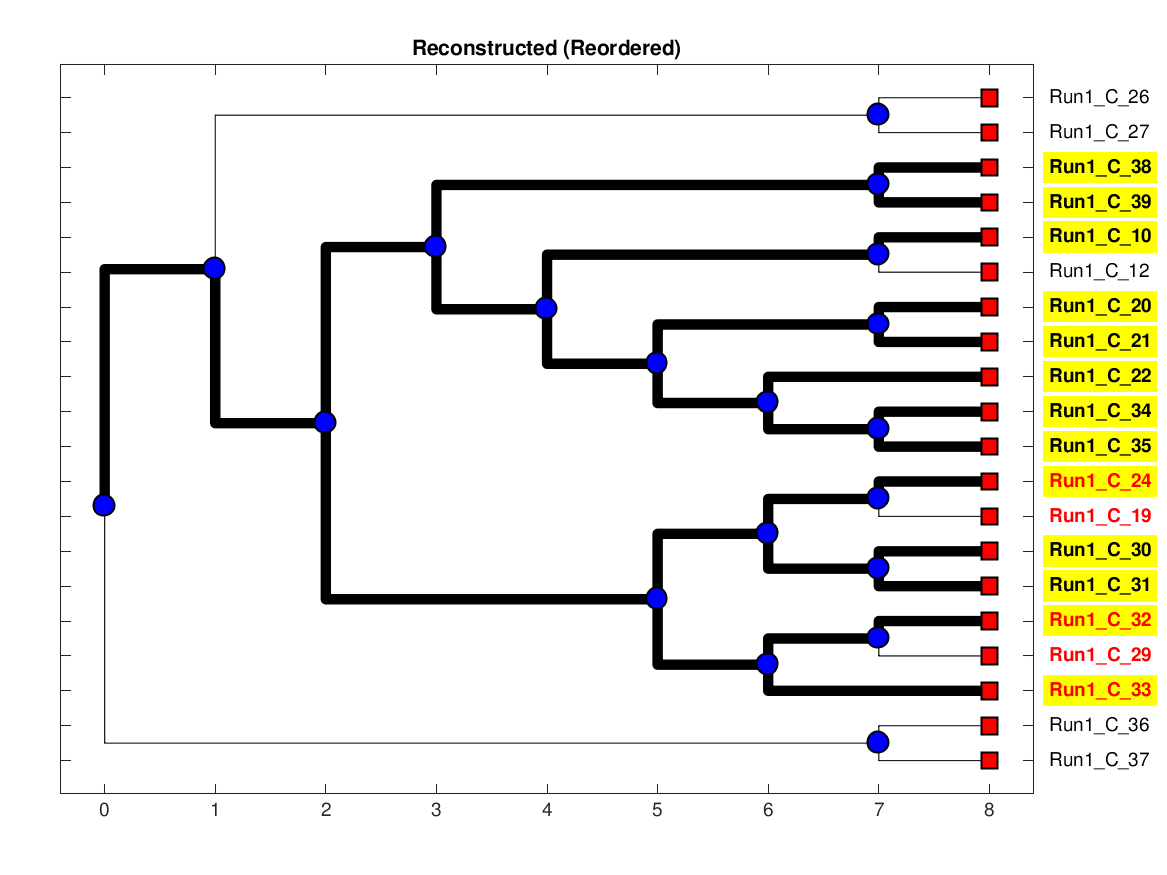 Reconstructed (Reordered)
Run1_C_26
Run1_C_27
Run1_C_38
Run1_C_39
Run1_C_10
Run1_C_12
Run1_C_20
Run1_C_21
Run1_C_22
Run1_C_34
Run1_C_35
Run1_C_24
Run1_C_19
Run1_C_30
Run1_C_31
Run1_C_32
Run1_C_29
Run1_C_33
Run1_C_36
Run1_C_37
0 1 2 3 4 5 6 7 8